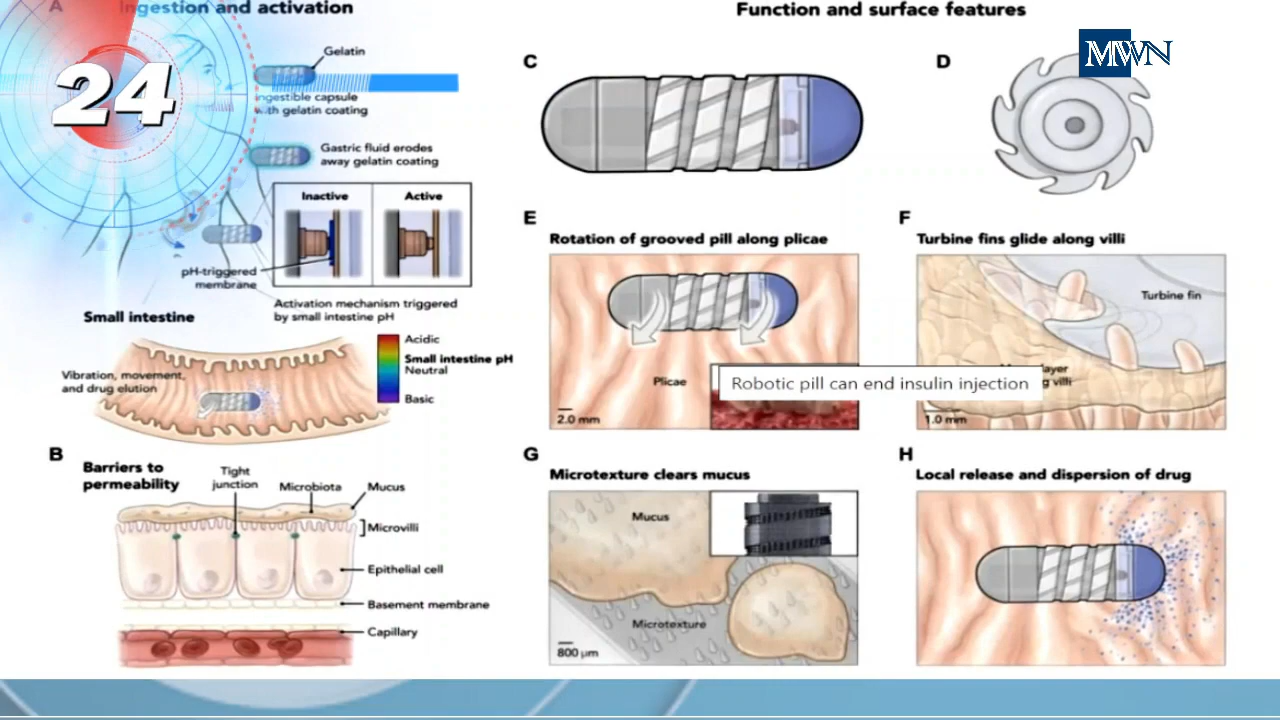 A
Ingestion and activation
Function and surface features
24
MWN
Gelatin
ingestible capsule
with gelatin coating
Gastric fluid erodes
away gelatin coating
Inactive
Active
pH-triggered
membrane
Activation mechanism triggered
by small intestine pH
Small intestine
Acidic
Small intestine pH
Neutral
Basic
Vibration, movement,
and drug elution
B
Barriers to
permeability
Tight
junction
Microbiota
Mucus
Microvilli
Epithelial cell
Basement membrane
Capillary
C
D
E
Rotation of grooved pill along plicae
Plicae
2.0 mm
F
Turbine fins glide along villi
Turbine fin
layer
villi
1.0 mm
Robotic pill can end insulin injection
G
Microtexture clears mucus
Mucus
Microtexture
800 µm
H
Local release and dispersion of drug